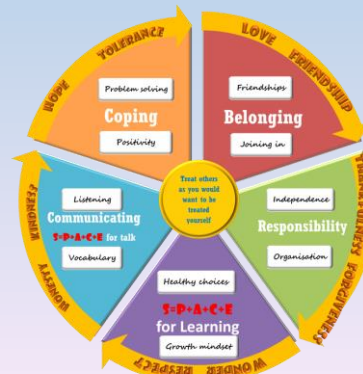 HOPE TOLERANCE
LOVE FRIENDSHIP
Problem solving
Coping
Positivity
Friendships
Belonging
Joining in
Treat others
as you would
want to be
treated
yourself
Listening
Communicating
S=P+A+C+E for talk
Vocabulary
Independence
Responsibility
Organisation
FORGIVENESS
Healthy choices
S=P+A+C+E
for Learning
Growth mindset
WONDER RESPECT
HONESTY KINDNESS